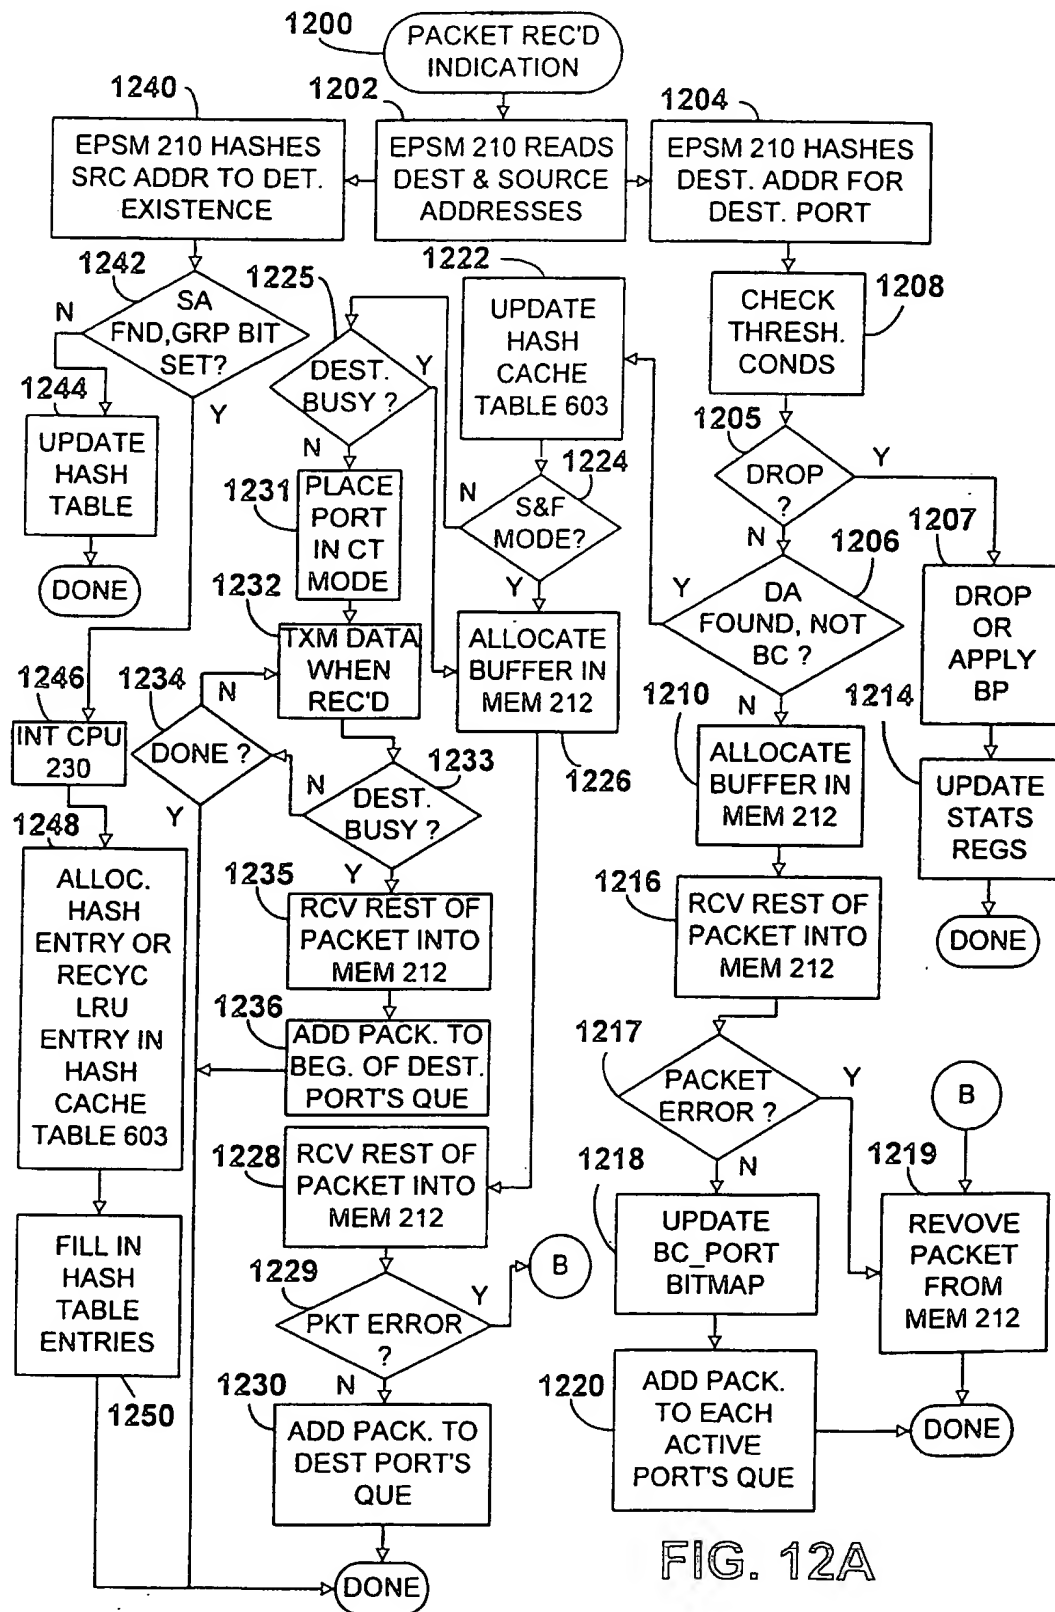 1200
PACKET REC'D
INDICATION
1240
1202
1204
EPSM 210 HASHES
SRC ADDR TO DET.
EXISTENCE
EPSM 210 READS
DEST & SOURCE
ADDRESSES
EPSM 210 HASHES
DEST. ADDR FOR
DEST. PORT
1242
SA
FND,GRP BIT
SET?
N
Y
1244
UPDATE
HASH
TABLE
DONE
1225
DEST.
BUSY ?
Y
N
1222
UPDATE
HASH
CACHE
TABLE 603
1208
CHECK
THRESH.
CONDS
1205
DROP
?
Y
N
1224
S&F
MODE?
N
Y
1231
PLACE
PORT
IN CT
MODE
1206
DA
FOUND, NOT
BC ?
Y
N
1207
DROP
OR
APPLY
BP
1232
TXM DATA
WHEN
REC'D
ALLOCATE
BUFFER IN
MEM 212
1226
1246
INT CPU
230
1234
DONE ?
N
Y
1233
DEST.
BUSY ?
N
Y
1210
ALLOCATE
BUFFER IN
MEM 212
1214
UPDATE
STATS
REGS
DONE
1248
ALLOC.
HASH
ENTRY OR
RECYC
LRU
ENTRY IN
HASH
CACHE
TABLE 603
1235
RCV REST OF
PACKET INTO
MEM 212
1216
RCV REST OF
PACKET INTO
MEM 212
1236
ADD PACK. TO
BEG. OF DEST.
PORT'S QUE
1217
PACKET
ERROR ?
Y
N
B
1228
RCV REST OF
PACKET INTO
MEM 212
1218
UPDATE
BC_PORT
BITMAP
1219
REVOVE
PACKET
FROM
MEM 212
FILL IN
HASH
TABLE
ENTRIES
1250
1229
PKT ERROR
?
Y
N
B
1230
ADD PACK. TO
DEST PORT'S
QUE
1220
ADD PACK.
TO EACH
ACTIVE
PORT'S QUE
DONE
DONE
FIG. 12A